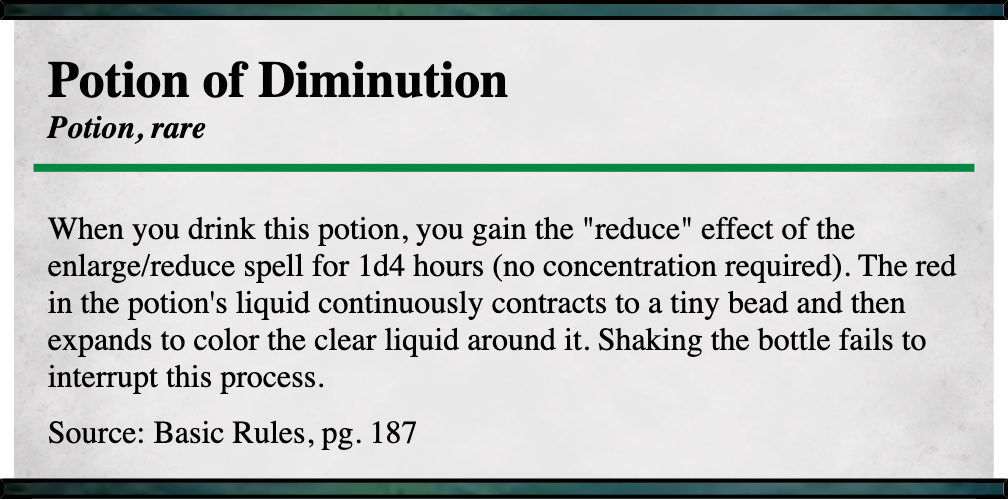 Potion of Diminution
Potion, rare
When you drink this potion, you gain the "reduce" effect of the
enlarge/reduce spell for 1d4 hours (no concentration required). The red
in the potion's liquid continuously contracts to a tiny bead and then
expands to color the clear liquid around it. Shaking the bottle fails to
interrupt this process.
Source: Basic Rules, pg. 187